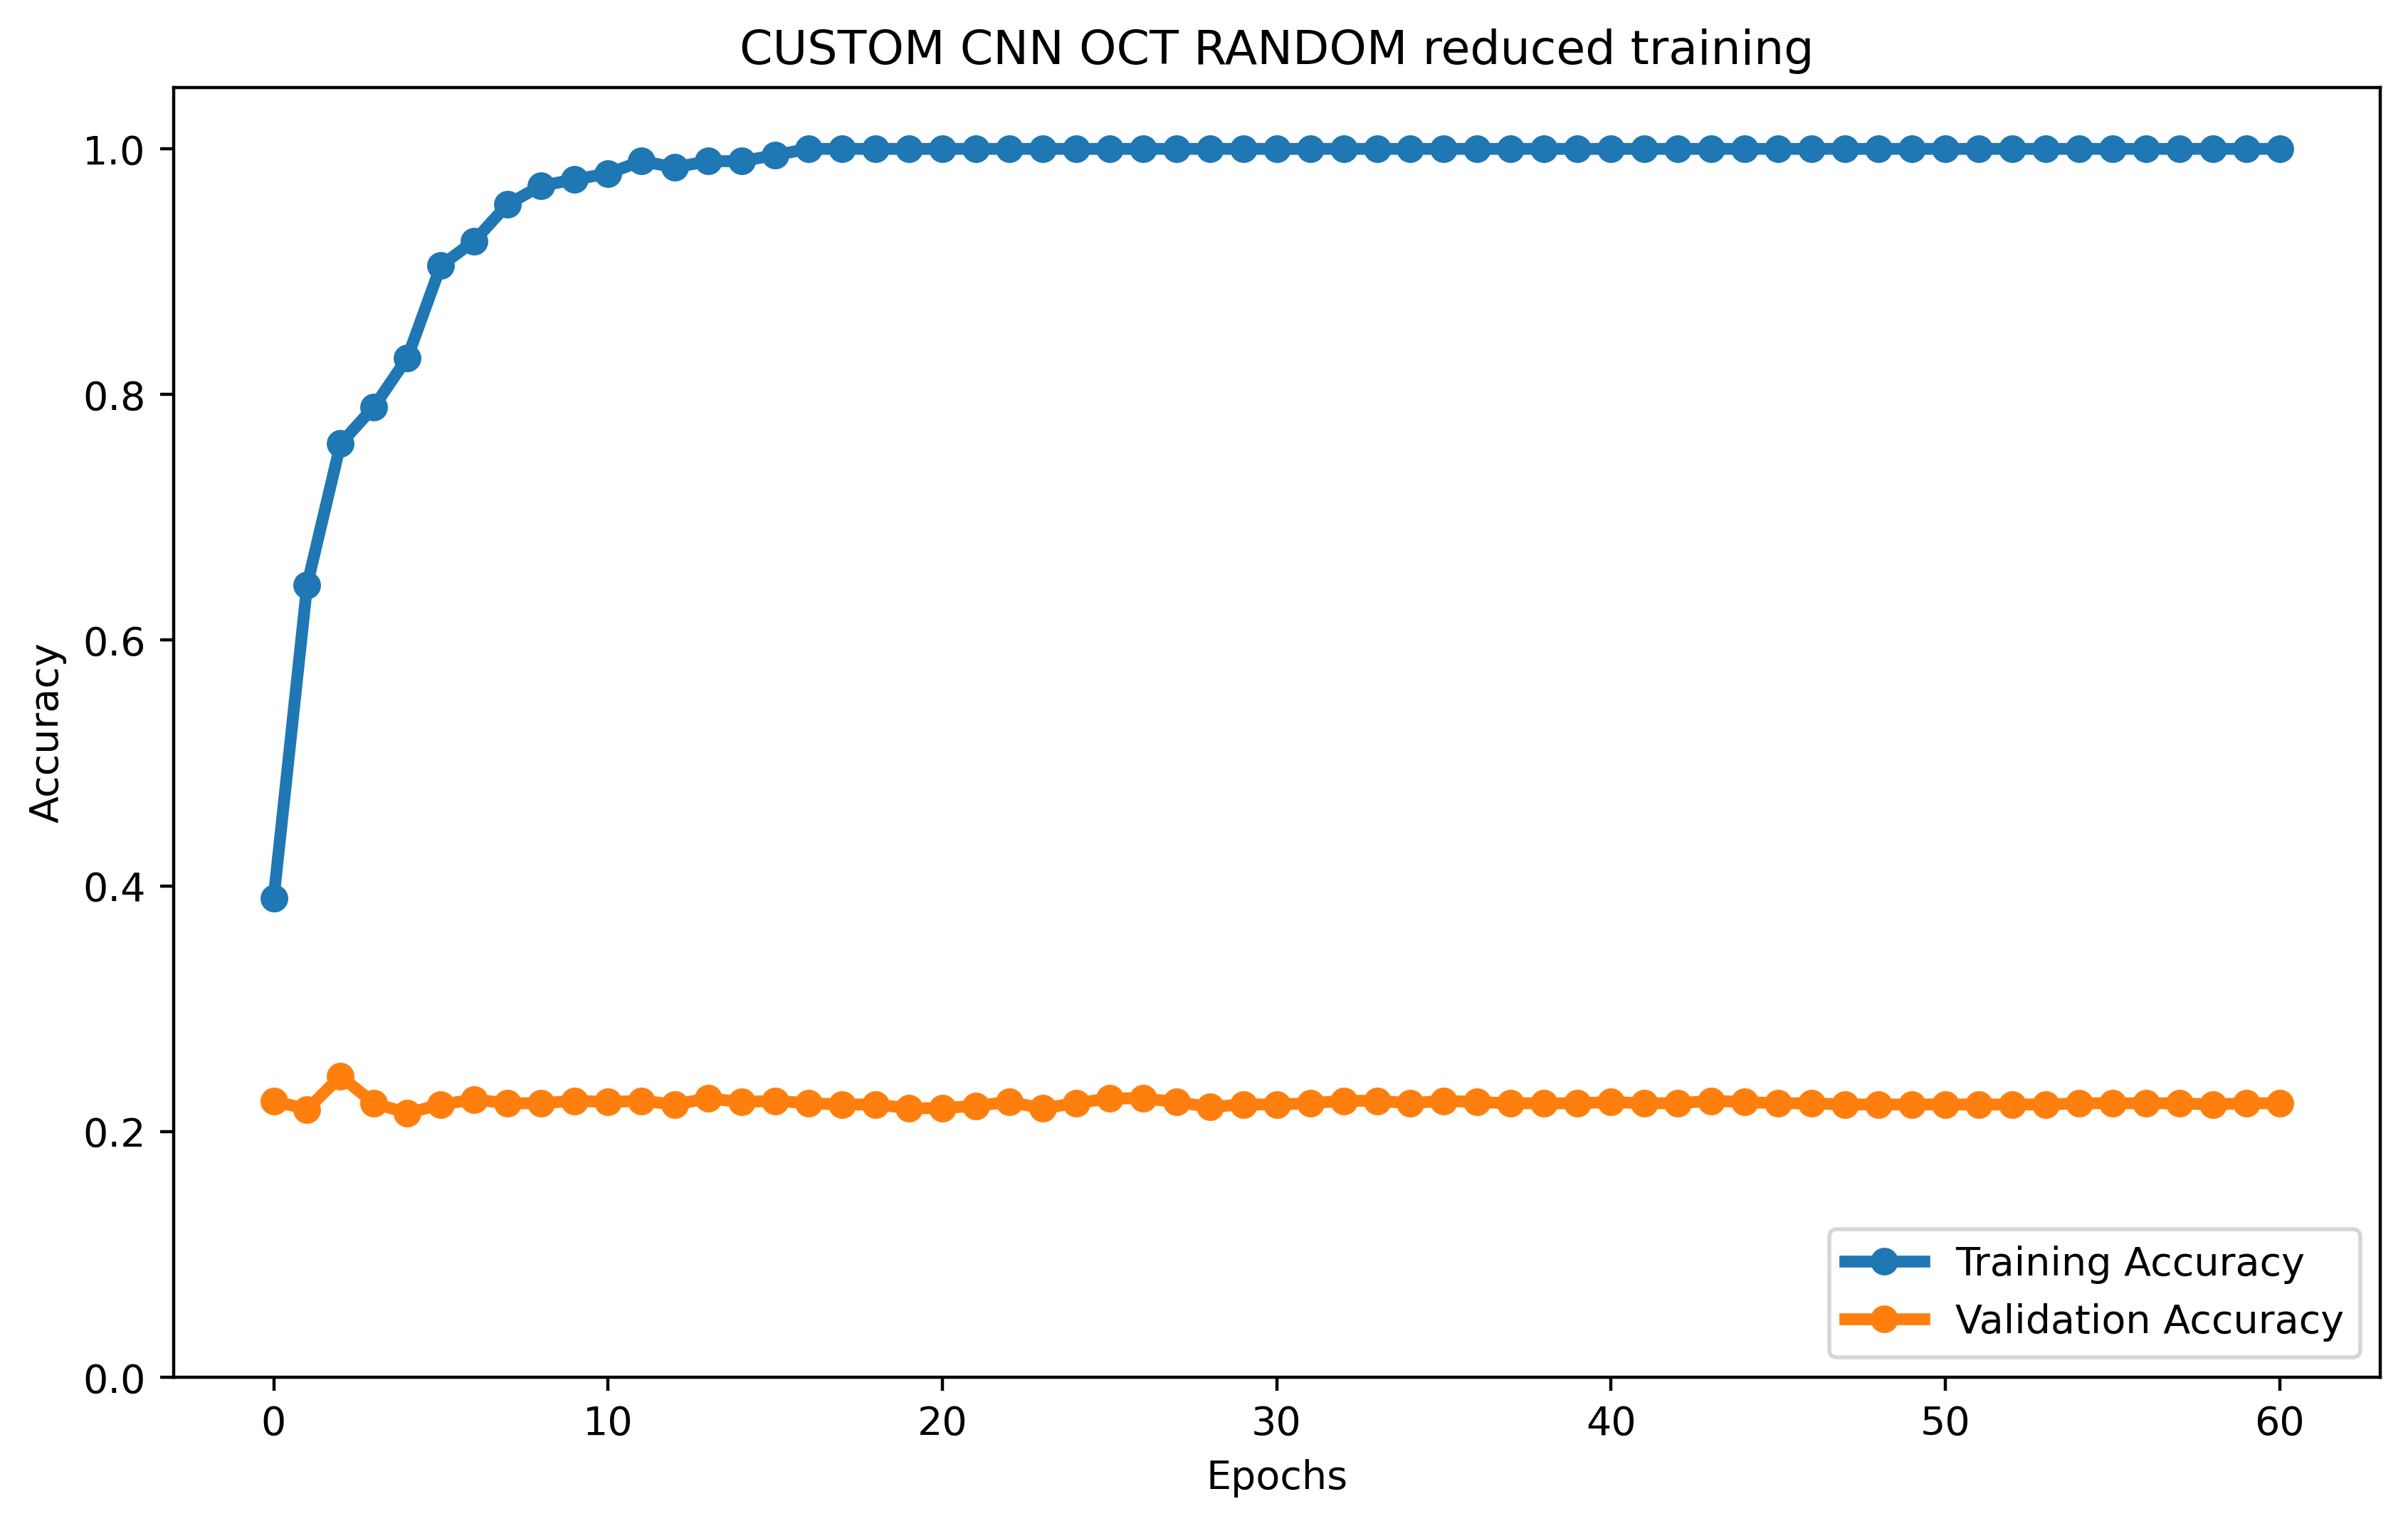 CUSTOM CNN OCT RANDOM reduced training
1.0
0.8
0.6
0.4
0.2
0.0
Accuracy
0 10 20 30 40 50 60
Epochs
Training Accuracy
Validation Accuracy